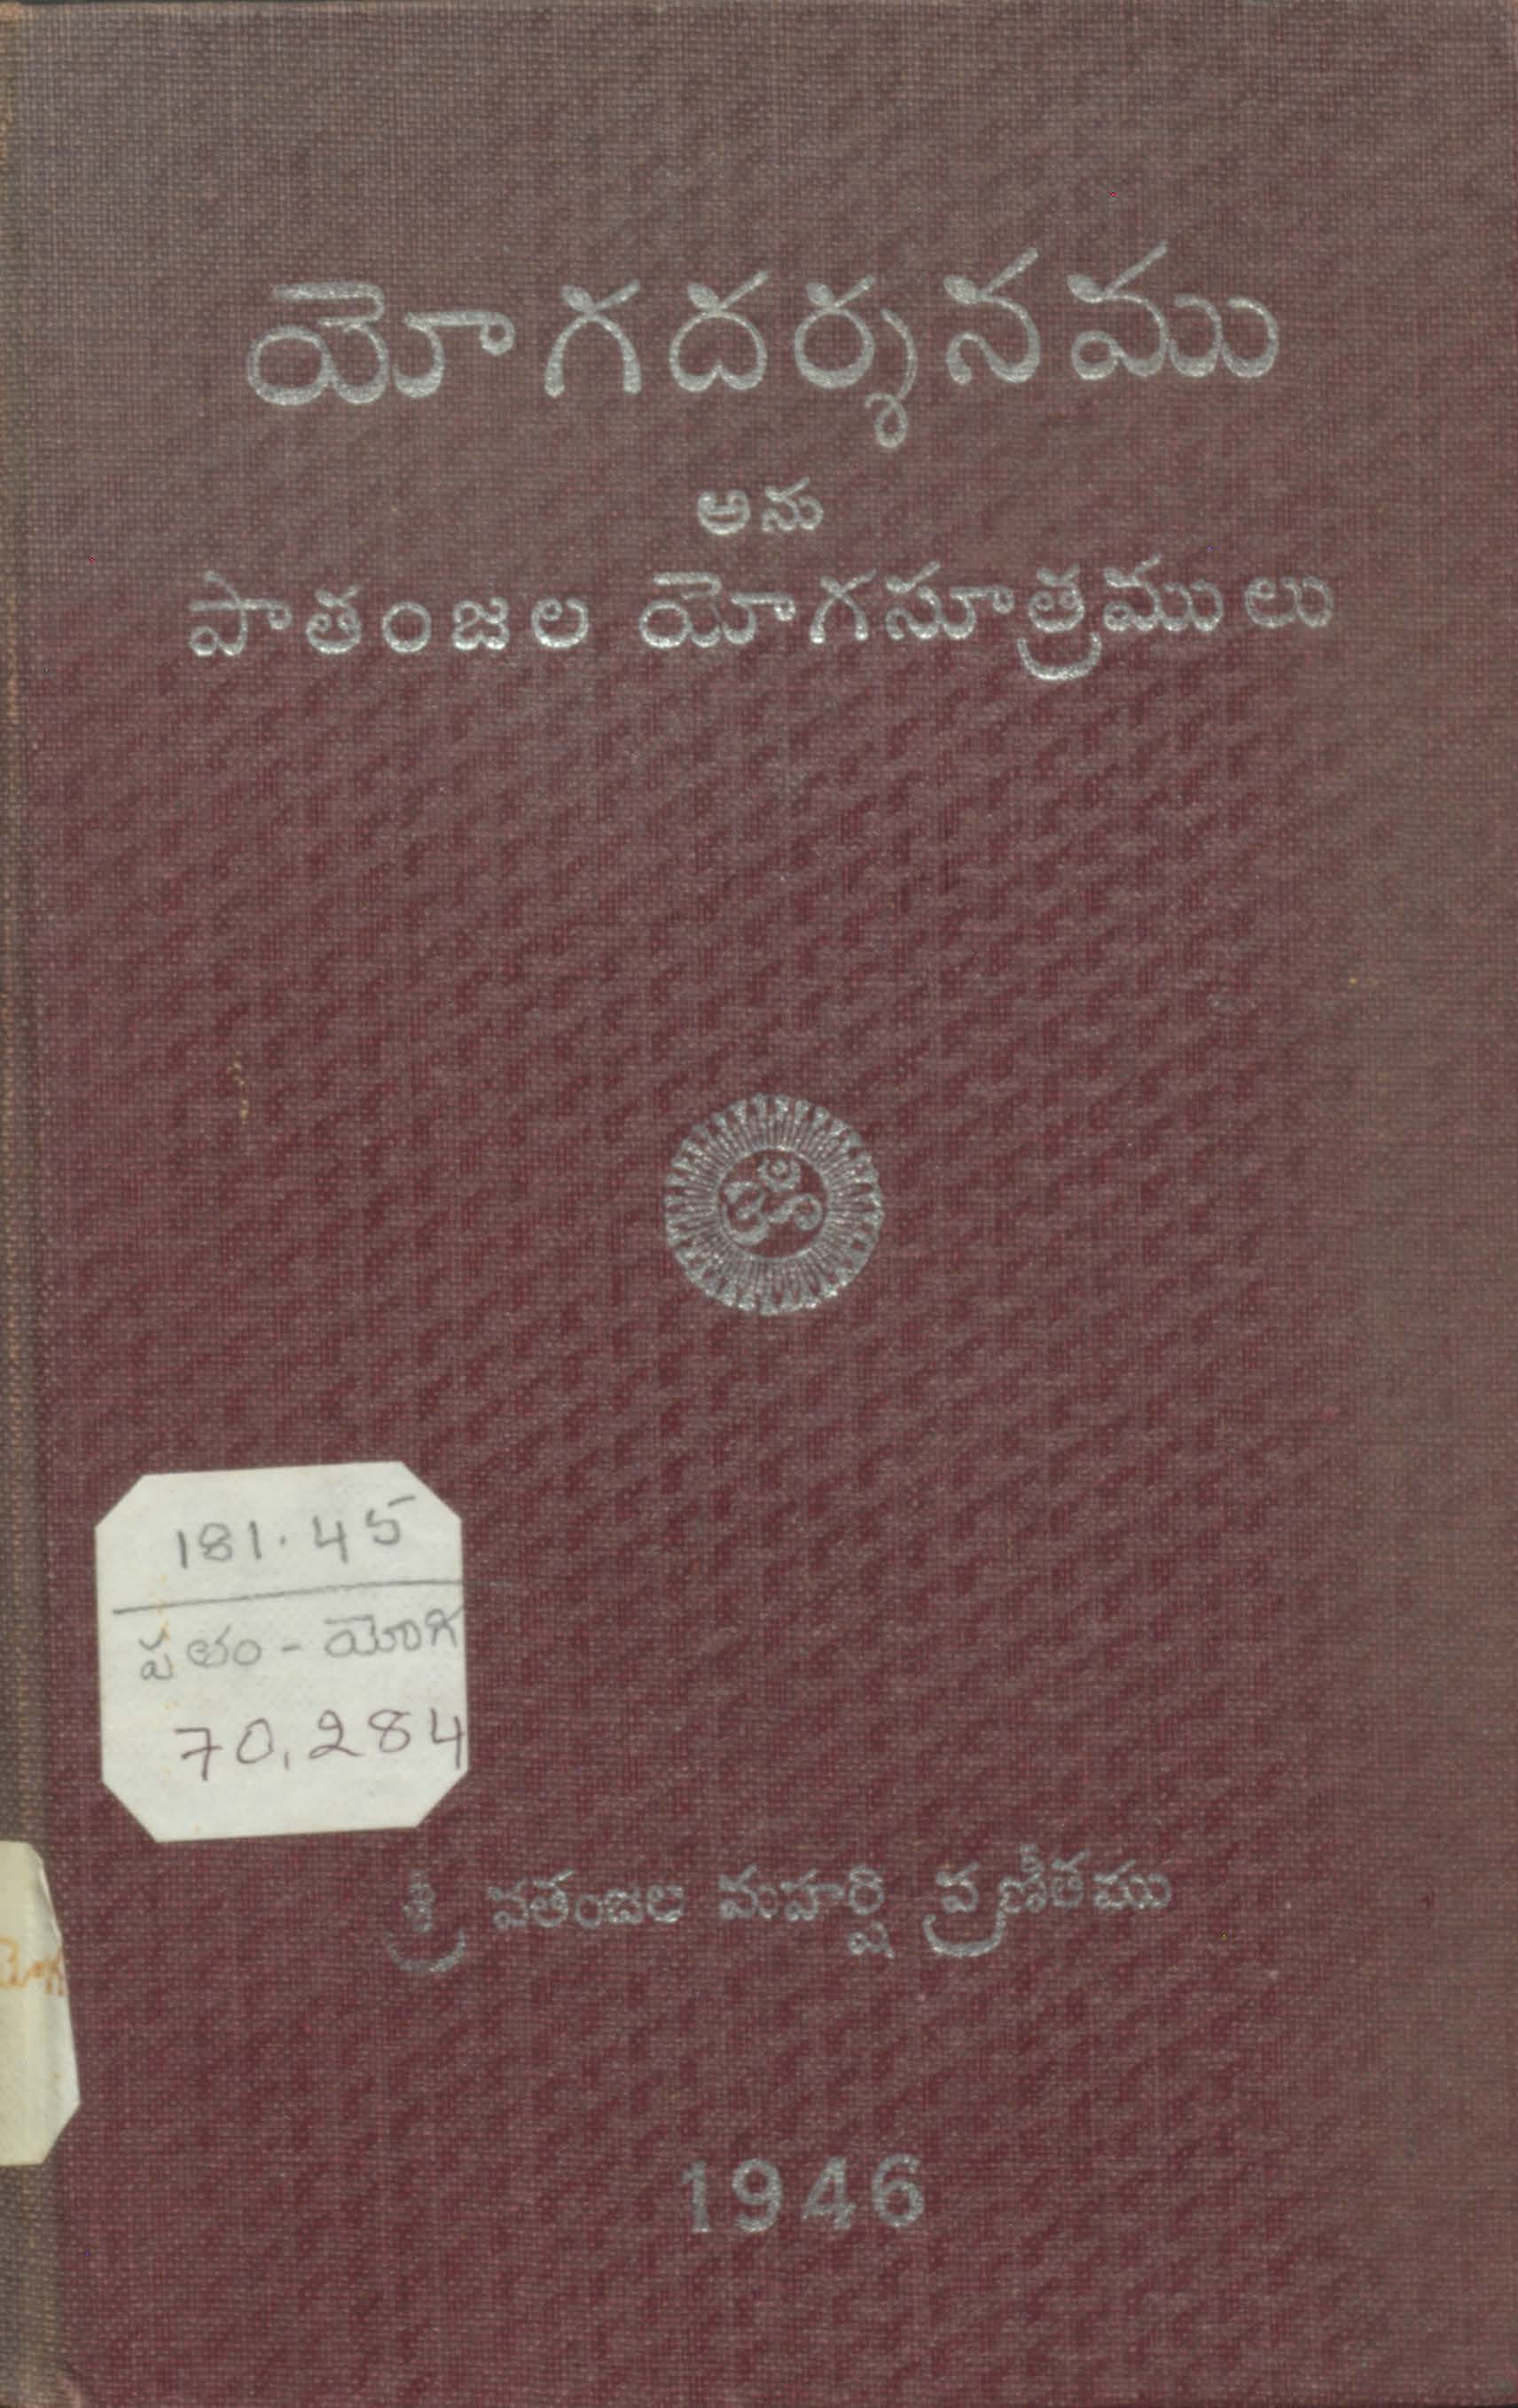 యోగదర్శనము
అను
పాతంజల యోగసూత్రములు
ॐ
181.45
పతం - యోగ
70,284
శ్రీ పతంజల మహర్షి ప్రణీతము
1946